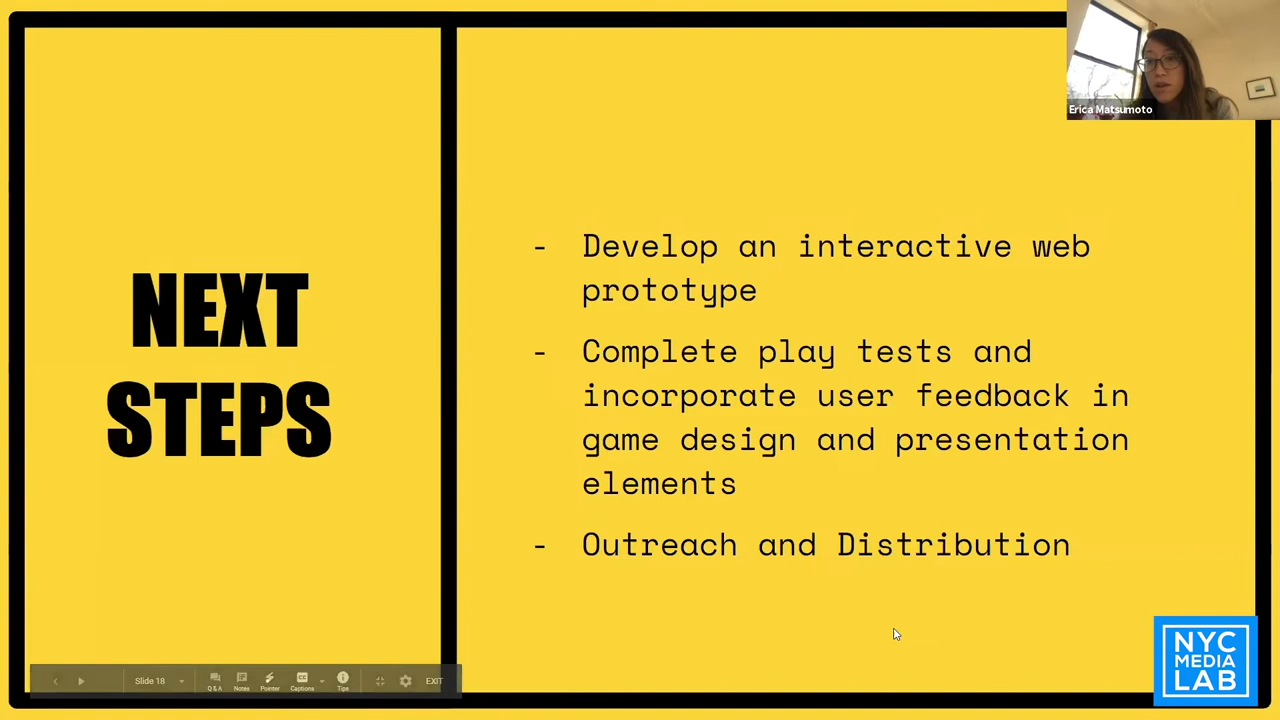 Erica Matsumoto
NEXT
STEPS
- Develop an interactive web
prototype
- Complete play tests and
incorporate user feedback in
game design and presentation
elements
- Outreach and Distribution
Slide 18
Q & A
Notes
Pointer
Captions
Tips
EXIT
NYC
MEDIA
LAB